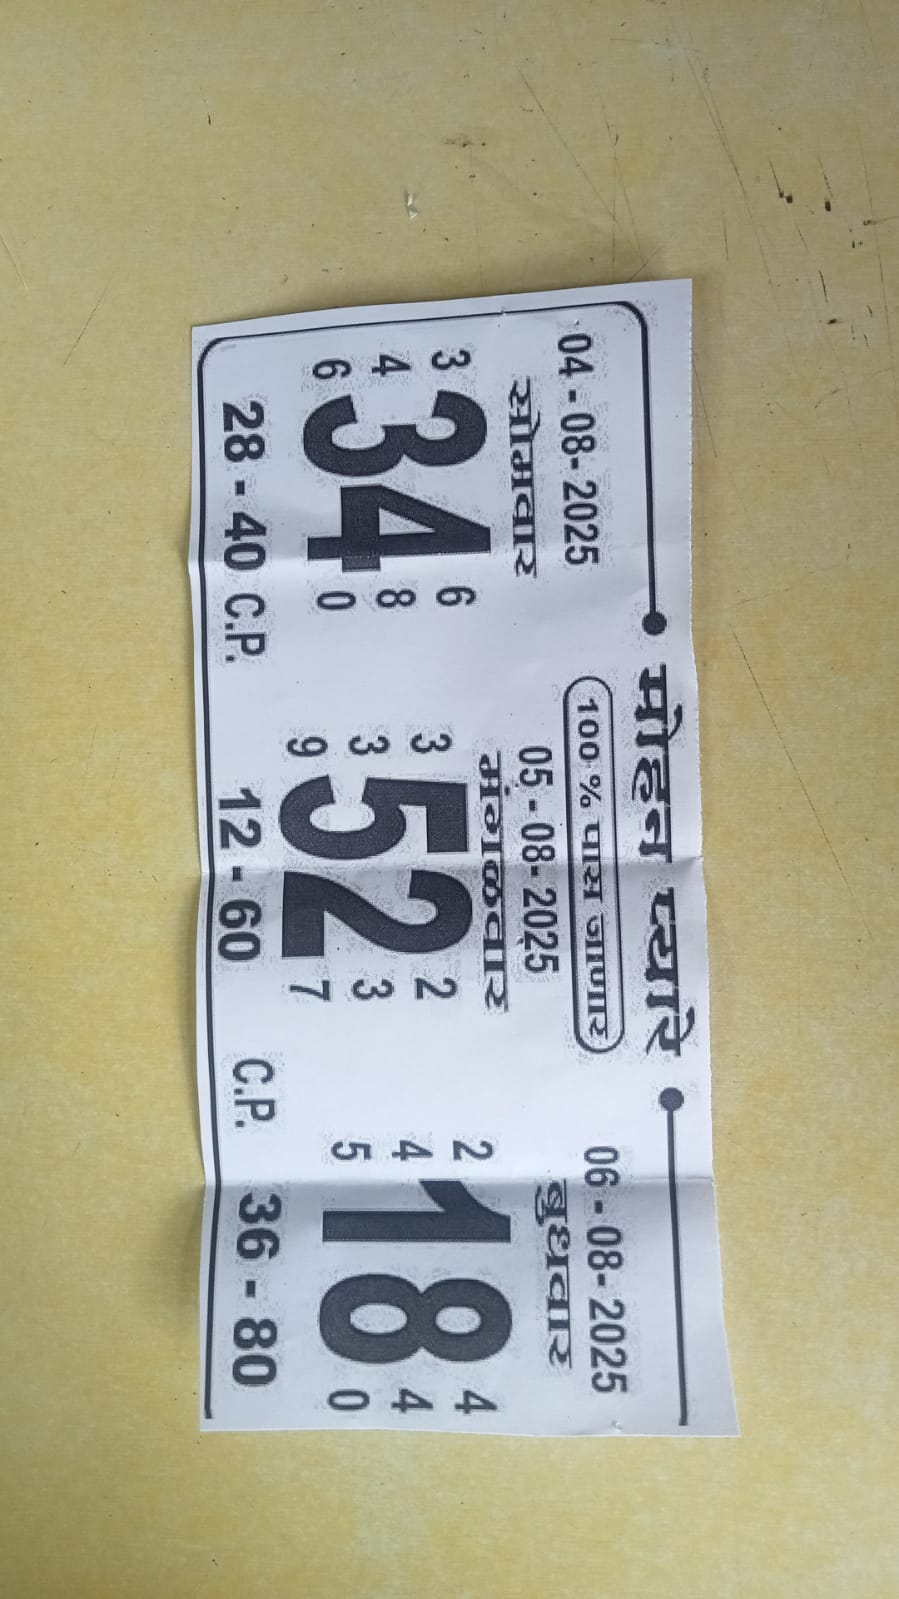 मोहन प्यारे
100 % पास जाणार
04 - 08 - 2025
सोमवार
3 6
4 34 8
6 0
28 - 40 C.P.
05 - 08 - 2025
मंगळवार
3 2
3 52 3
9 7
12 - 60 C.P.
06 - 08 - 2025
बुधवार
2 4
4 18 4
5 0
36 - 80